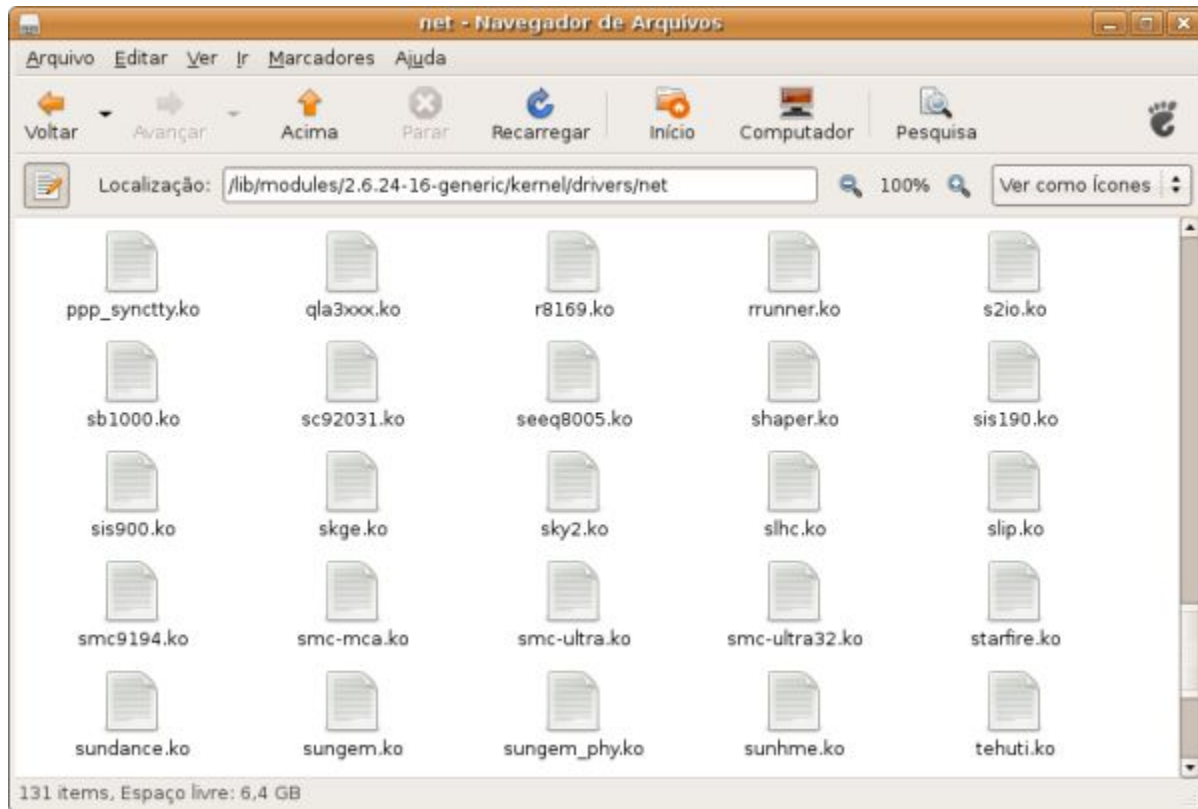 net - Navegador de Arquivos
Arquivo Editar Ver Ir Marcadores Ajuda
Voltar Avançar Acima Parar Recarregar Início Computador Pesquisa
Localização: /lib/modules/2.6.24-16-generic/kernel/drivers/net 100% Ver como Ícones
ppp_synctty.ko qla3xxx.ko r8169.ko rrunner.ko s2io.ko
sb1000.ko sc92031.ko seeq8005.ko shaper.ko sis190.ko
sis900.ko skge.ko sky2.ko slhc.ko slip.ko
smc9194.ko smc-mca.ko smc-ultra.ko smc-ultra32.ko starfire.ko
sundance.ko sungem.ko sungem_phy.ko sunhme.ko tehuti.ko
131 items, Espaço livre: 6,4 GB